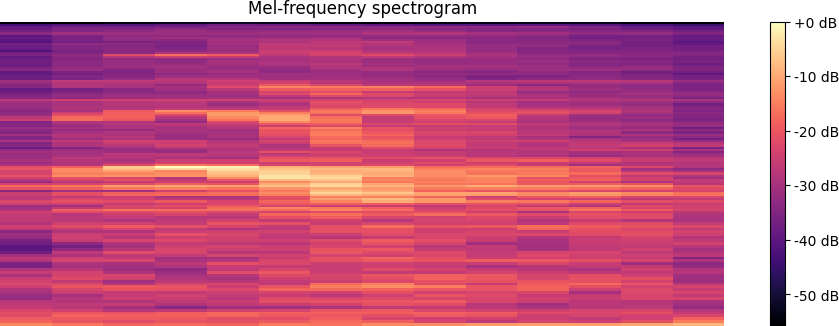 Mel-frequency spectrogram
+0 dB
-10 dB
-20 dB
-30 dB
-40 dB
-50 dB